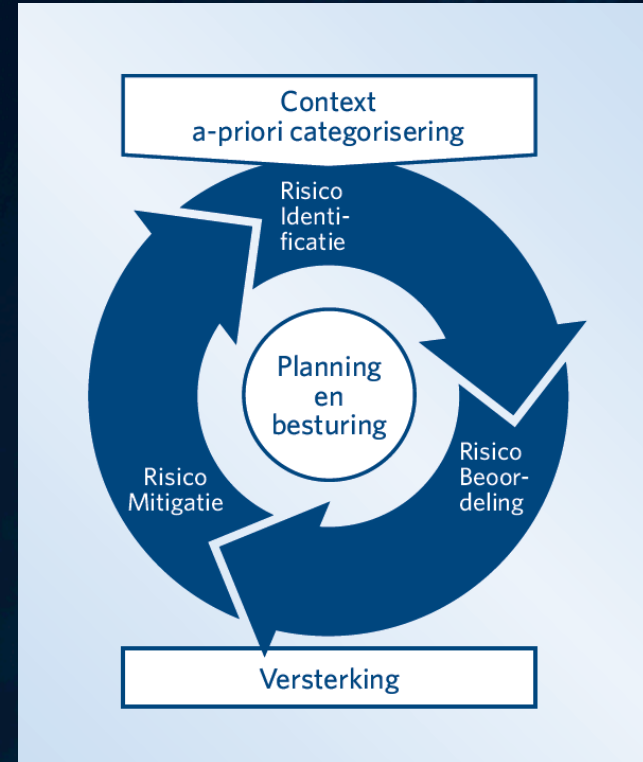 Context
a-priori categorisering
Risico
Identi-
ficatie
Planning
en
besturing
Risico
Beoor-
deling
Risico
Mitigatie
Versterking